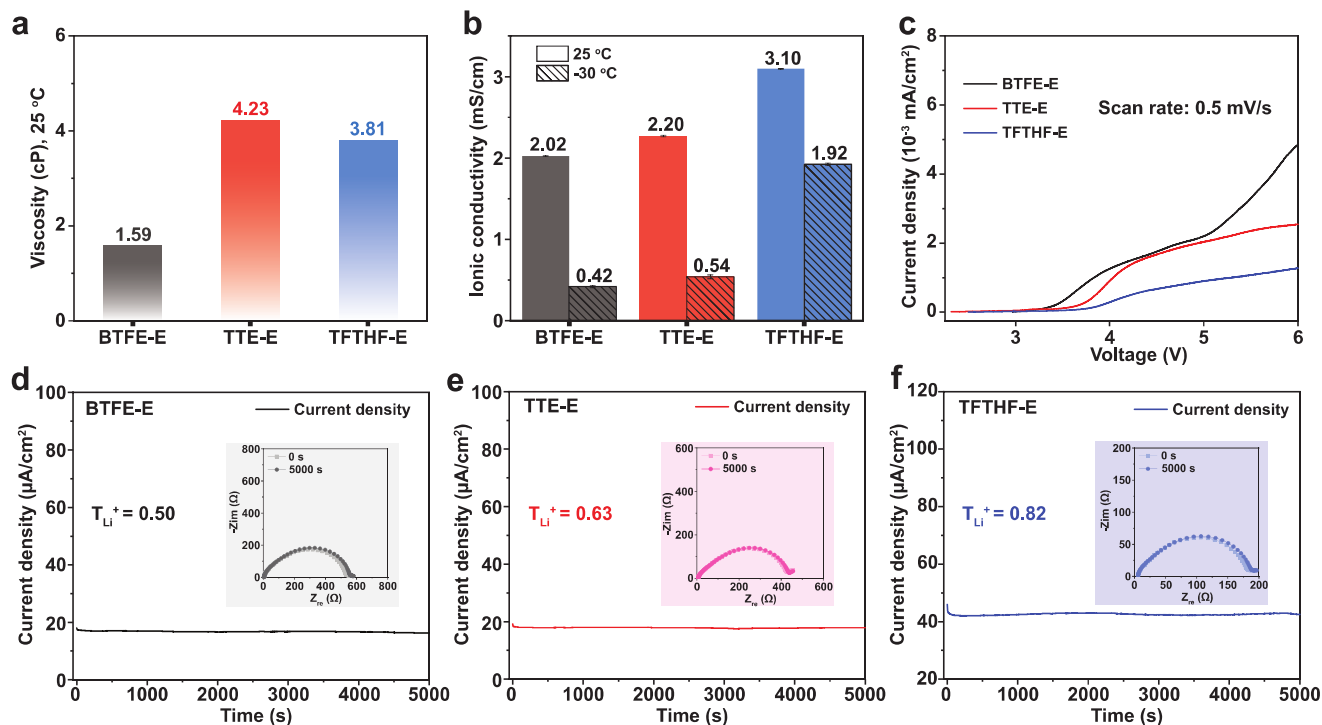 a
Viscosity (cP), 25 °C
6
4
2
0
1.59
4.23
3.81
BTFE-E
TTE-E
TFTHF-E
b
Ionic conductivity (mS/cm)
3
2
1
0
25 °C
-30 °C
2.02
0.42
2.20
0.54
3.10
1.92
BTFE-E
TTE-E
TFTHF-E
c
Current density (10⁻³ mA/cm²)
8
6
4
2
0
BTFE-E
TTE-E
TFTHF-E
Scan rate: 0.5 mV/s
3 4 5 6
Voltage (V)
d
Current density (µA/cm²)
100
80
60
40
20
0
BTFE-E
Current density
T_Li⁺ = 0.50
-Zim (Ω)
800
600
400
200
0
0 s
5000 s
0 200 400 600 800
Z_re (Ω)
0 1000 2000 3000 4000 5000
Time (s)
e
Current density (µA/cm²)
100
80
60
40
20
0
TTE-E
Current density
T_Li⁺ = 0.63
-Zim (Ω)
600
400
200
0
0 s
5000 s
0 200 400 600
Z_re (Ω)
0 1000 2000 3000 4000 5000
Time (s)
f
Current density (µA/cm²)
120
100
80
60
40
20
0
TFTHF-E
Current density
T_Li⁺ = 0.82
-Zim (Ω)
200
150
100
50
0
0 s
5000 s
0 50 100 150 200
Z_re (Ω)
0 1000 2000 3000 4000 5000
Time (s)